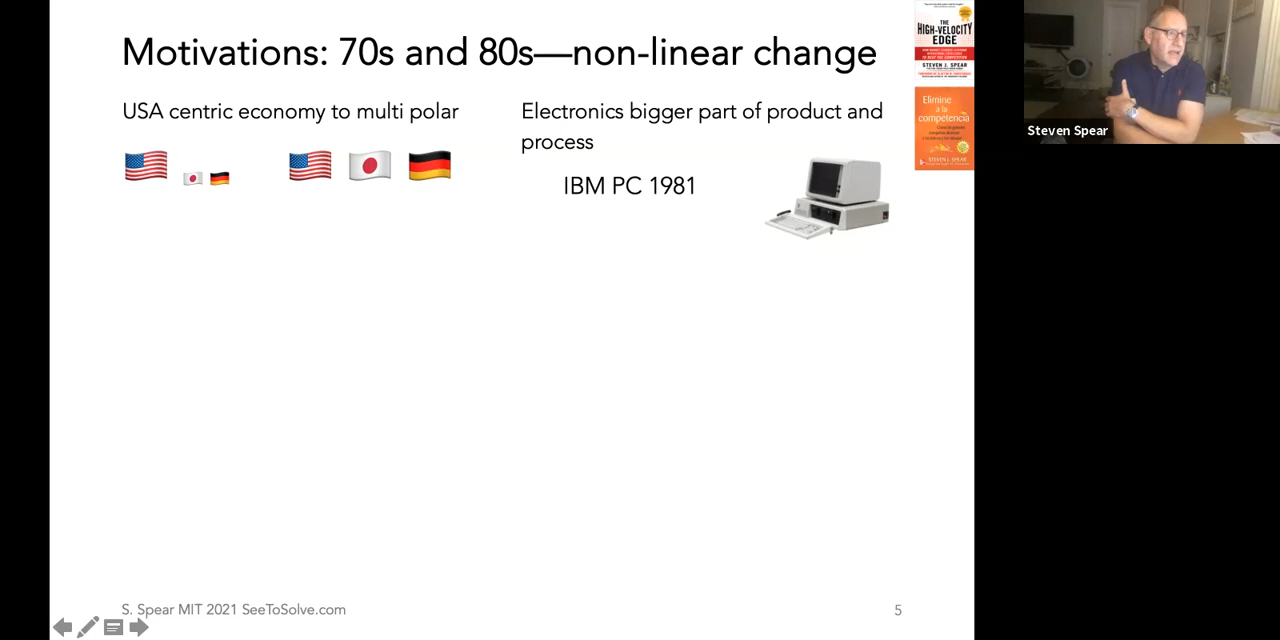 Motivations: 70s and 80s—non-linear change
USA centric economy to multi polar
Electronics bigger part of product and
process
IBM PC 1981
THE
HIGH-VELOCITY
EDGE
STEVEN J. SPEAR
Elimine
a la
competencia
STEVEN J. SPEAR
Steven Spear
S. Spear MIT 2021 SeeToSolve.com
5